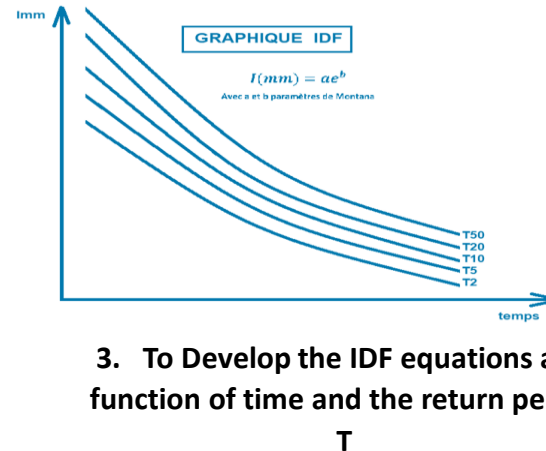 Imm
GRAPHIQUE IDF
I(mm) = ae^b
Avec a et b paramètres de Montana
T50
T20
T10
T5
T2
temps
3. To Develop the IDF equations a
function of time and the return pe
T